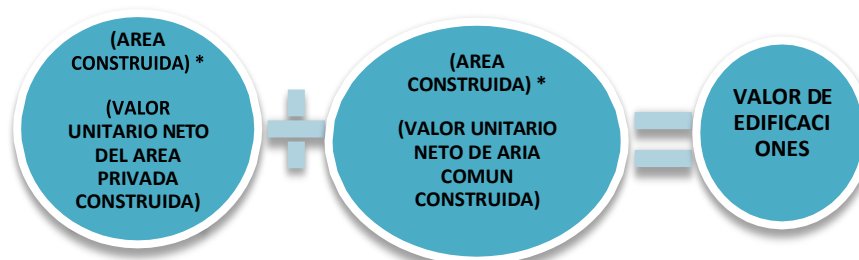 (AREA
CONSTRUIDA) *
(VALOR
UNITARIO NETO
DEL AREA
PRIVADA
CONSTRUIDA)
(AREA
CONSTRUIDA) *
(VALOR UNITARIO
NETO DE ARIA
COMUN
CONSTRUIDA)
VALOR DE
EDIFICACI
ONES